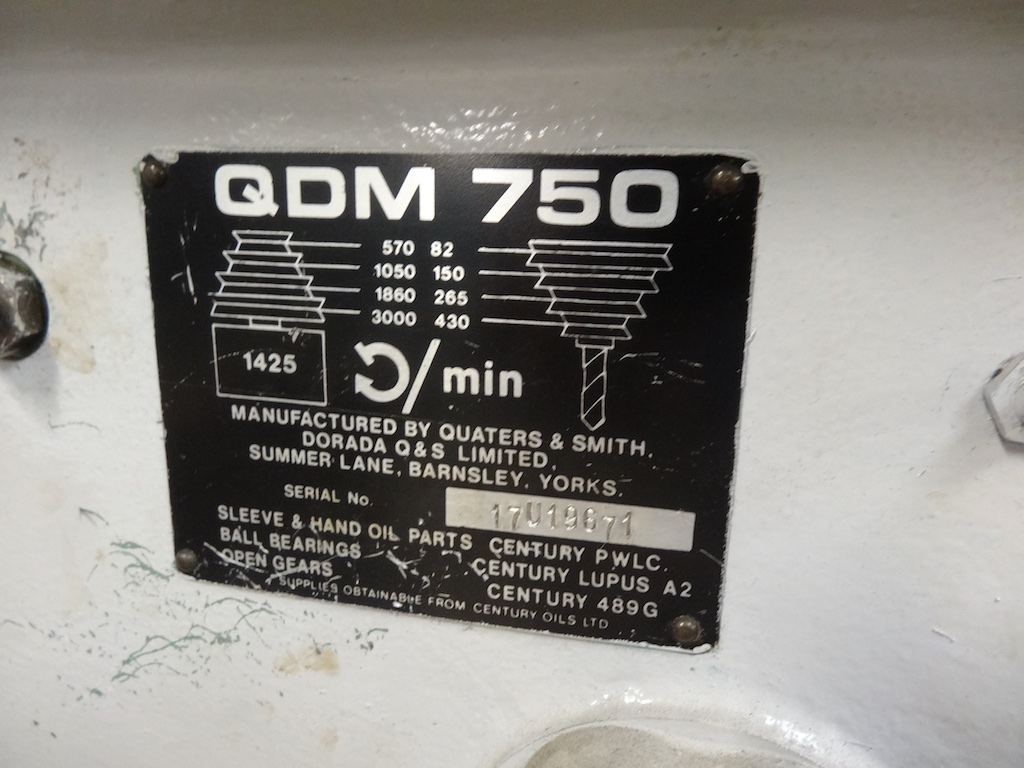 QDM 750
570 82
1050 150
1860 265
3000 430
1425
/min
MANUFACTURED BY QUATERS & SMITH,
DORADA Q&S LIMITED,
SUMMER LANE, BARNSLEY, YORKS.
SERIAL No. 17U19671
SLEEVE & HAND OIL PARTS CENTURY PWLC.
BALL BEARINGS CENTURY LUPUS A2
OPEN GEARS CENTURY 489G
SUPPLIES OBTAINABLE FROM CENTURY OILS LTD